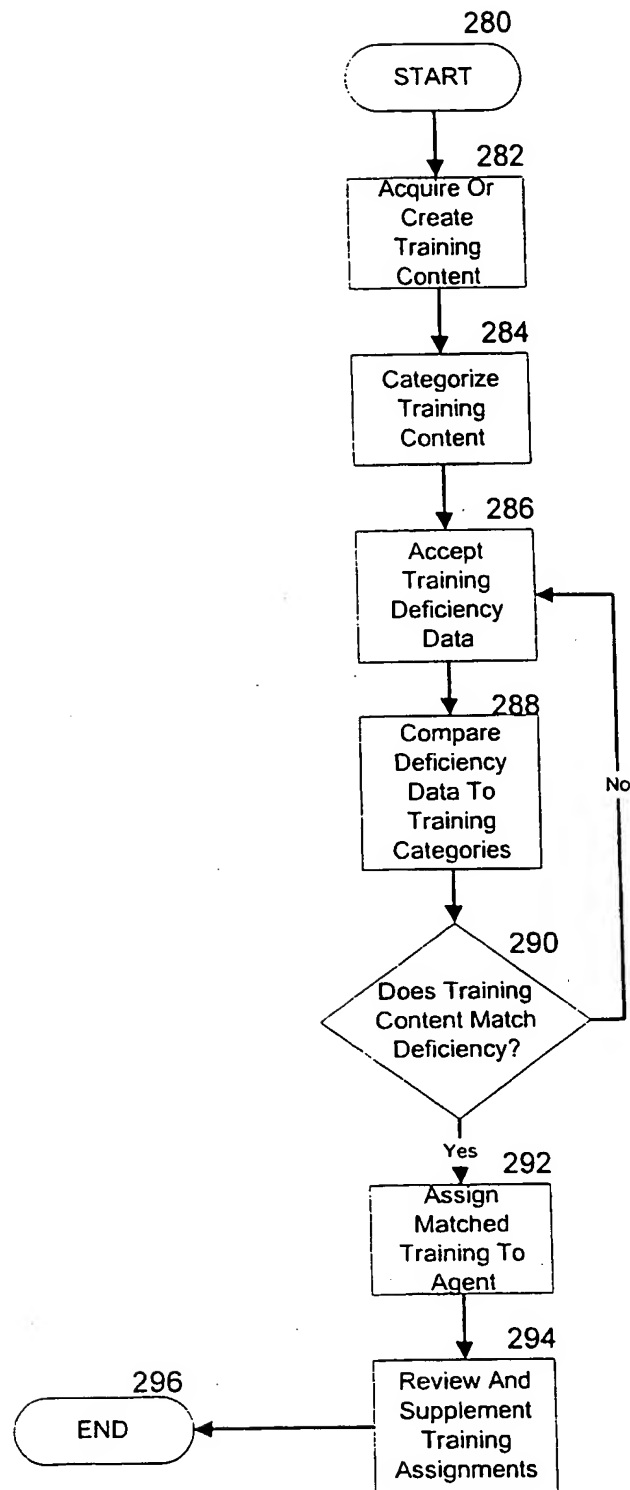 280
START
282
Acquire Or
Create
Training
Content
284
Categorize
Training
Content
286
Accept
Training
Deficiency
Data
288
Compare
Deficiency
Data To
Training
Categories
No
290
Does Training
Content Match
Deficiency?
Yes
292
Assign
Matched
Training To
Agent
294
Review And
Supplement
Training
Assignments
296
END